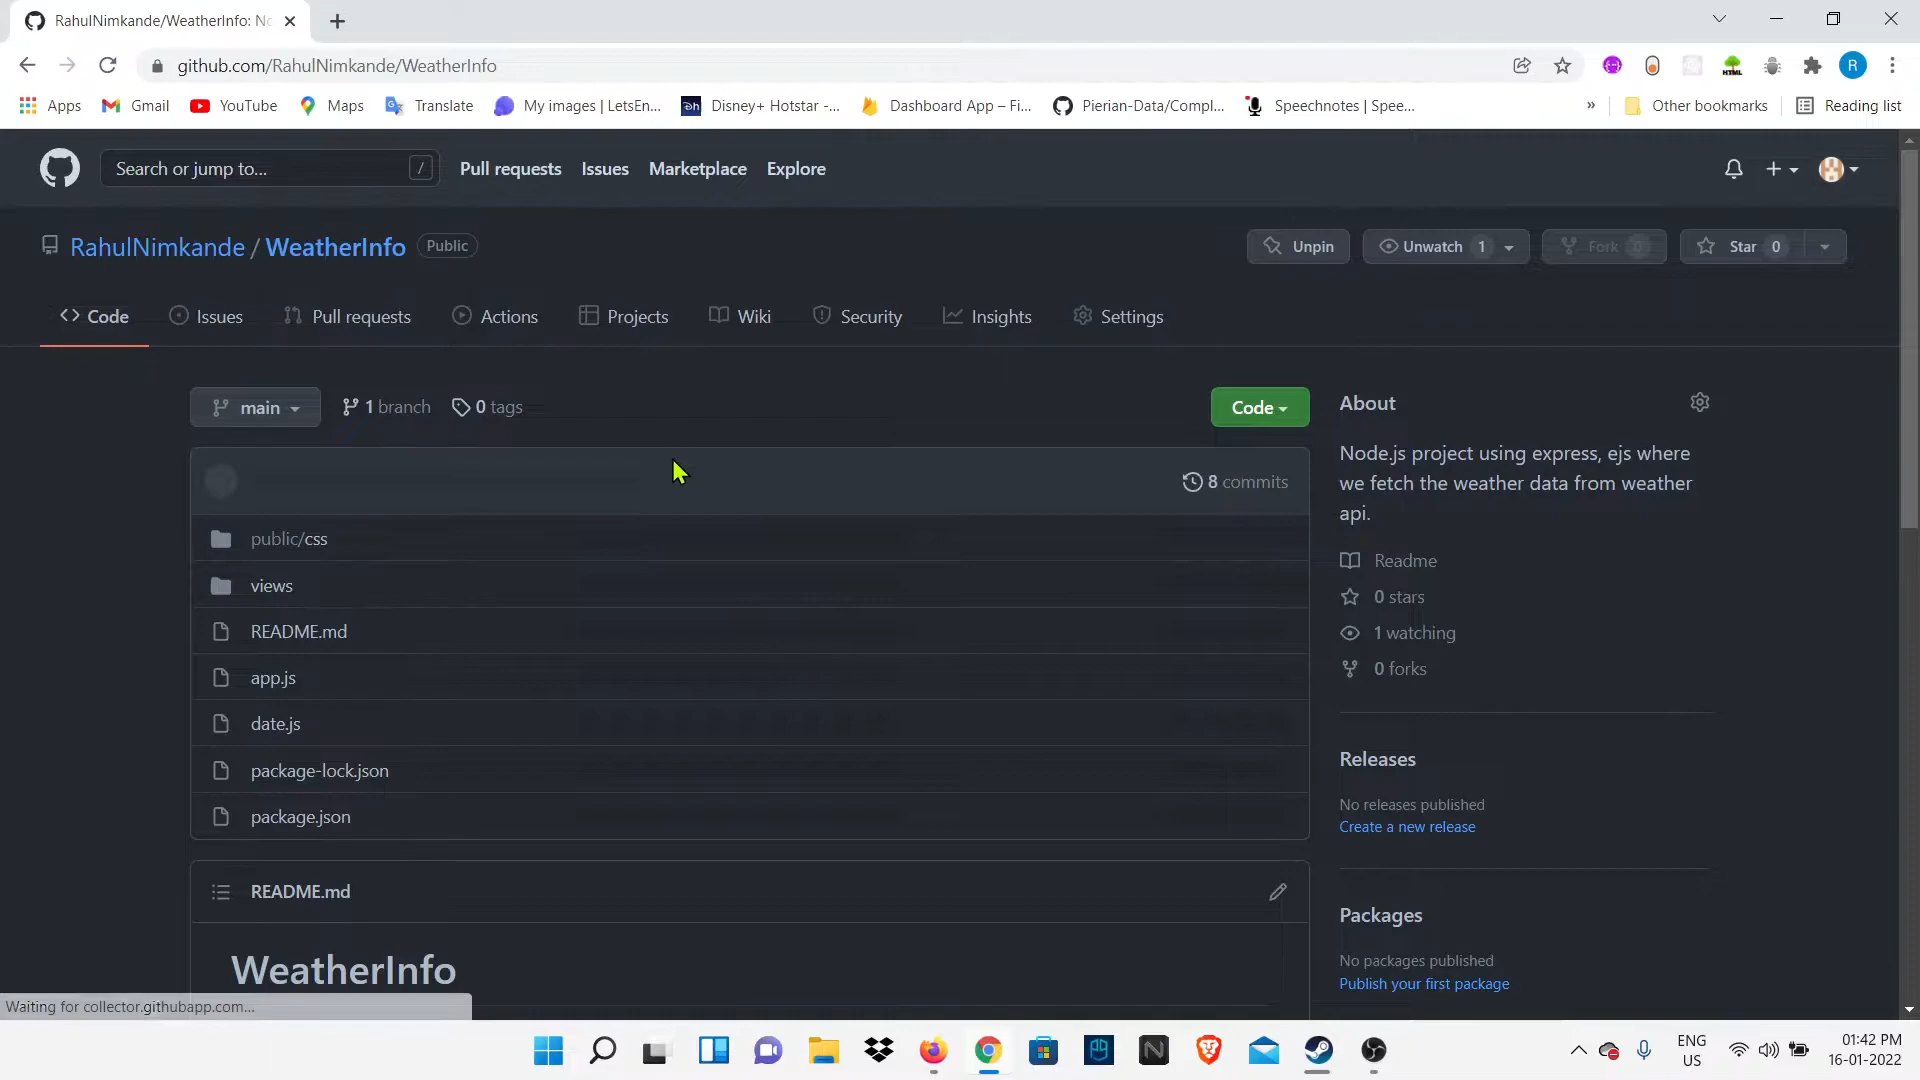 RahulNimkande/WeatherInfo: No
github.com/RahulNimkande/WeatherInfo
R
Apps
Gmail
YouTube
Maps
Translate
My images | LetsEn...
Disney+ Hotstar -...
Dashboard App – Fi...
Pierian-Data/Compl...
Speechnotes | Spee...
»
Other bookmarks
Reading list
Search or jump to...
/
Pull requests
Issues
Marketplace
Explore
RahulNimkande / WeatherInfo
Public
Unpin
Unwatch 1
Fork 0
Star 0
Code
Issues
Pull requests
Actions
Projects
Wiki
Security
Insights
Settings
main
1 branch
0 tags
Code
About
Node.js project using express, ejs where
we fetch the weather data from weather
api.
8 commits
public/css
views
README.md
app.js
date.js
package-lock.json
package.json
Readme
0 stars
1 watching
0 forks
Releases
No releases published
Create a new release
README.md
WeatherInfo
Packages
No packages published
Publish your first package
Waiting for collector.githubapp.com...
ENG
US
01:42 PM
16-01-2022